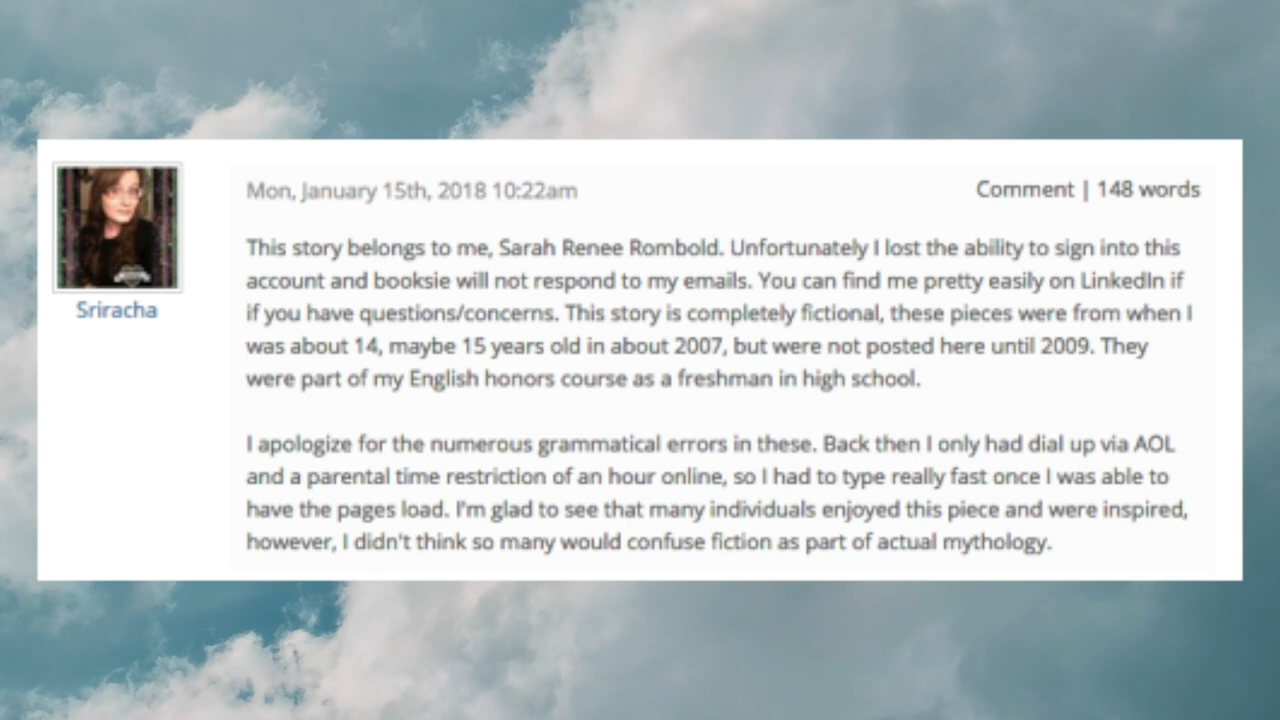 Mon, January 15th, 2018 10:22am
Comment | 148 words
This story belongs to me, Sarah Renee Rombold. Unfortunately I lost the ability to sign into this
account and booksie will not respond to my emails. You can find me pretty easily on LinkedIn if
if you have questions/concerns. This story is completely fictional, these pieces were from when I
was about 14, maybe 15 years old in about 2007, but were not posted here until 2009. They
were part of my English honors course as a freshman in high school.
I apologize for the numerous grammatical errors in these. Back then I only had dial up via AOL
and a parental time restriction of an hour online, so I had to type really fast once I was able to
have the pages load. I'm glad to see that many individuals enjoyed this piece and were inspired,
however, I didn't think so many would confuse fiction as part of actual mythology.
Sriracha